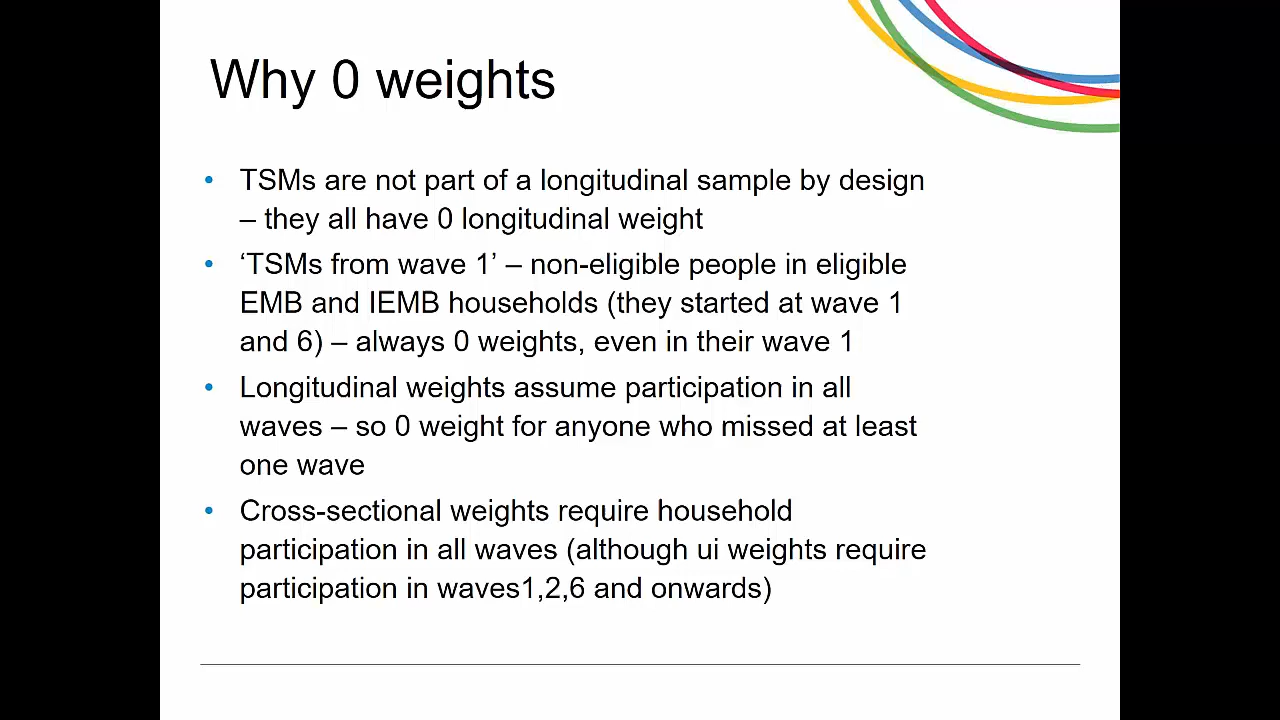 Why 0 weights
• TSMs are not part of a longitudinal sample by design
– they all have 0 longitudinal weight
• ‘TSMs from wave 1’ – non-eligible people in eligible
EMB and IEMB households (they started at wave 1
and 6) – always 0 weights, even in their wave 1
• Longitudinal weights assume participation in all
waves – so 0 weight for anyone who missed at least
one wave
• Cross-sectional weights require household
participation in all waves (although ui weights require
participation in waves1,2,6 and onwards)